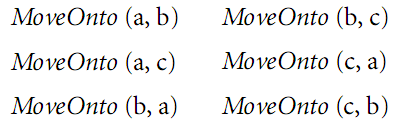 MoveOnto (a, b) MoveOnto (b, c)
MoveOnto (a, c) MoveOnto (c, a)
MoveOnto (b, a) MoveOnto (c, b)